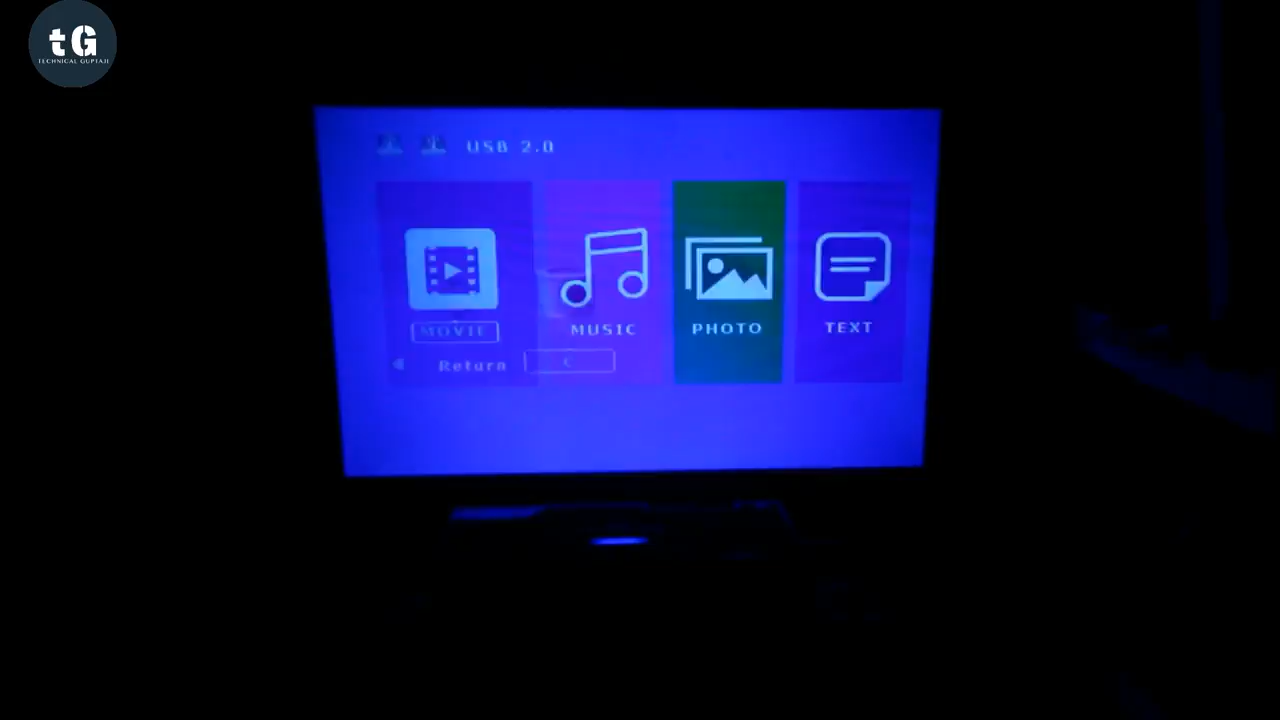 tG
TECHNICAL GUPTAJI
USB 2.0
MOVIE
MUSIC
PHOTO
TEXT
Return